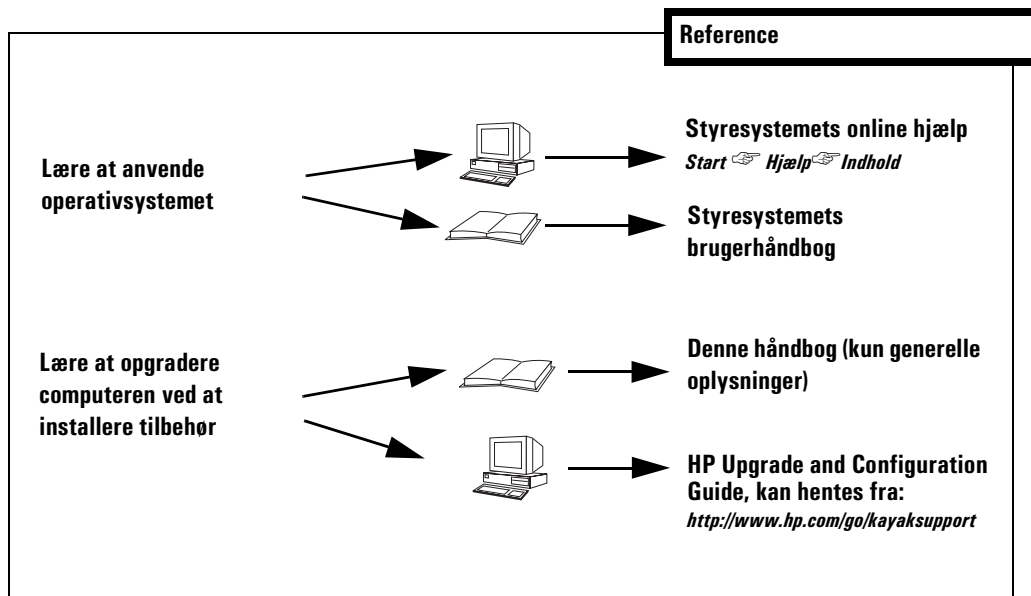 Reference
Lære at anvende
operativsystemet
Styresystemets online hjælp
Start ☞ Hjælp ☞ Indhold
Styresystemets
brugerhåndbog
Lære at opgradere
computeren ved at
installere tilbehør
Denne håndbog (kun generelle
oplysninger)
HP Upgrade and Configuration
Guide, kan hentes fra:
http://www.hp.com/go/kayaksupport